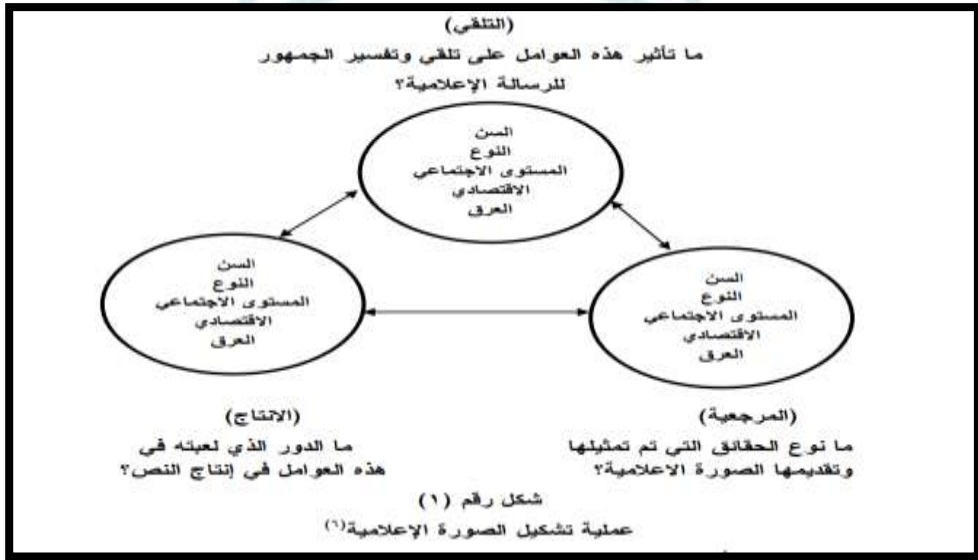 (التلقي)
ما تأثير هذه العوامل على تلقي وتفسير الجمهور
للرسالة الإعلامية؟
السن
النوع
المستوى الاجتماعي
الاقتصادي
العرق
السن
النوع
المستوى الاجتماعي
الاقتصادي
العرق
السن
النوع
المستوى الاجتماعي
الاقتصادي
العرق
(المرجعية)
ما نوع الحقائق التي تم تمثيلها
وتقديمها الصورة الاعلامية؟
(الانتاج)
ما الدور الذي لعبته في
هذه العوامل في إنتاج النص؟
شكل رقم (١)
عملية تشكيل الصورة الإعلامية(٦)